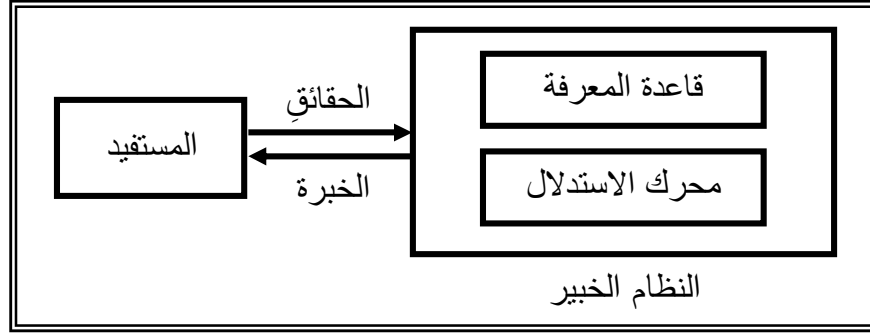 قاعدة المعرفة
الحقائقِ
المستفيد
محرك الاستدلال
الخبرة
النظام الخبير